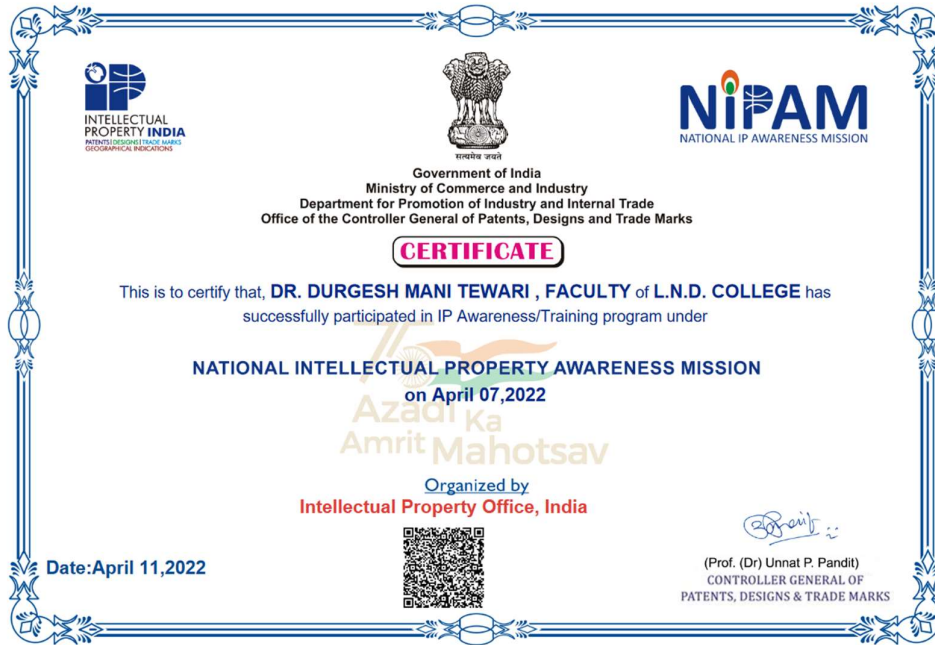 iP
INTELLECTUAL
PROPERTY INDIA
PATENTS | DESIGNS | TRADE MARKS
GEOGRAPHICAL INDICATIONS
सत्यमेव जयते
NiPAM
NATIONAL IP AWARENESS MISSION
Government of India
Ministry of Commerce and Industry
Department for Promotion of Industry and Internal Trade
Office of the Controller General of Patents, Designs and Trade Marks
CERTIFICATE
This is to certify that, DR. DURGESH MANI TEWARI , FACULTY of L.N.D. COLLEGE has
successfully participated in IP Awareness/Training program under
75
NATIONAL INTELLECTUAL PROPERTY AWARENESS MISSION
on April 07,2022
Azadi Ka
Amrit Mahotsav
Organized by
Intellectual Property Office, India
Date:April 11,2022
(Prof. (Dr) Unnat P. Pandit)
CONTROLLER GENERAL OF
PATENTS, DESIGNS & TRADE MARKS